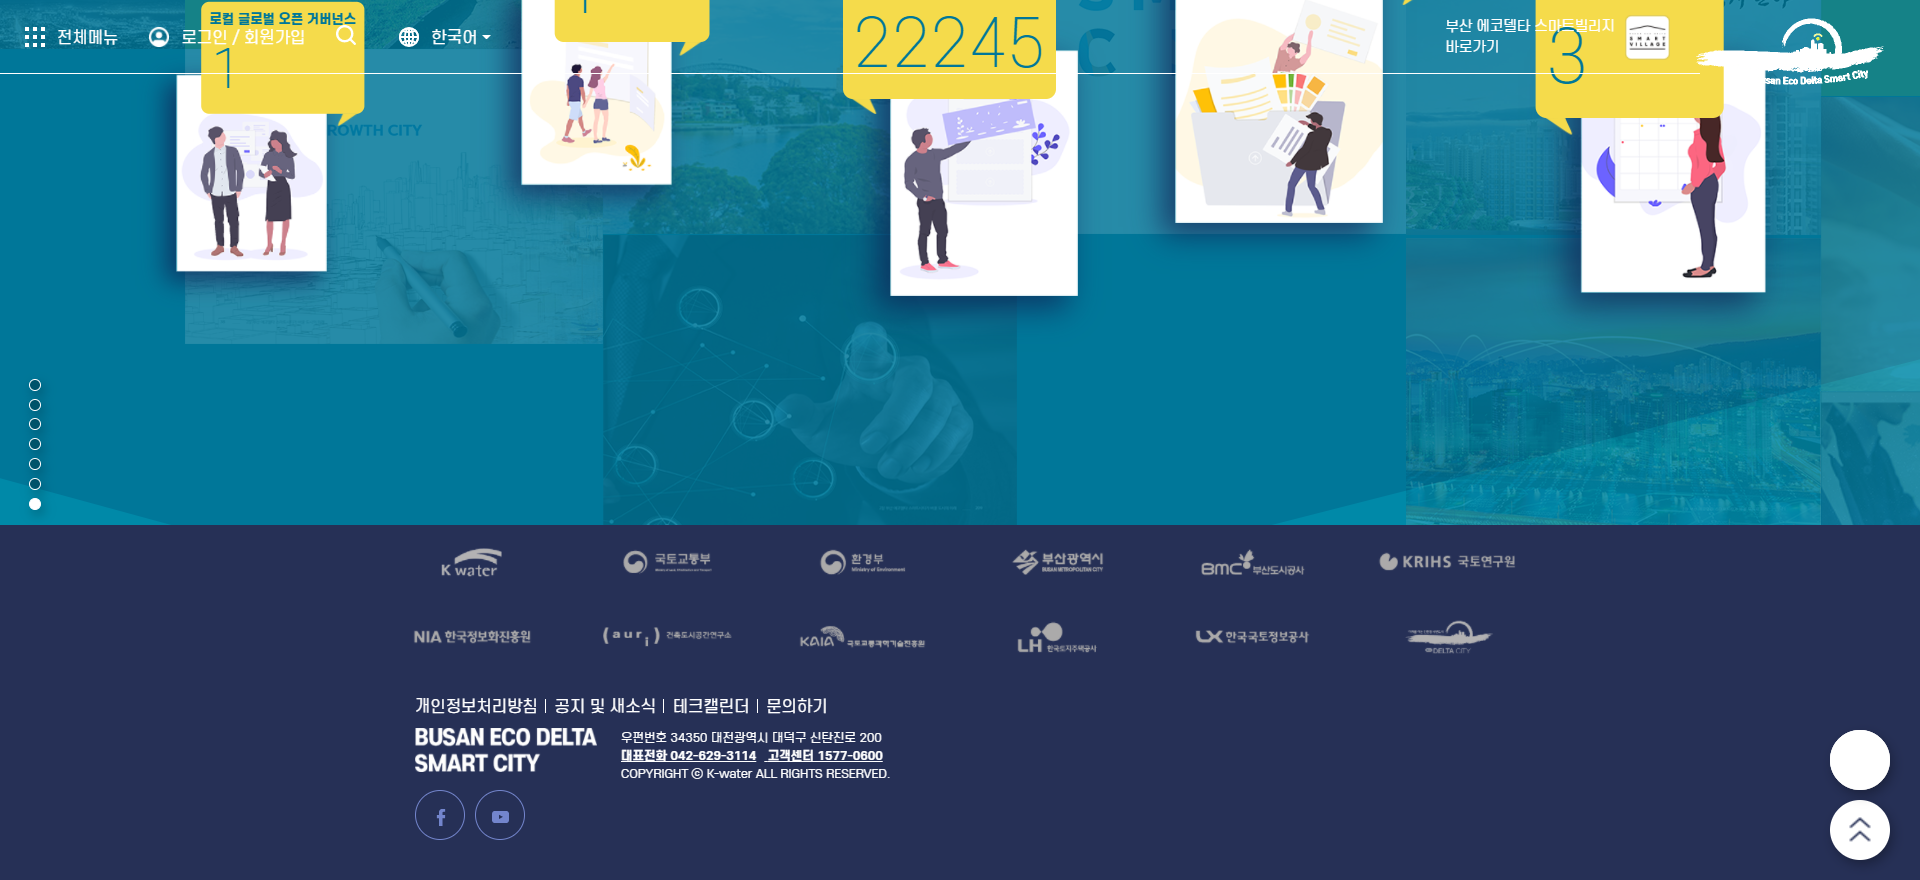 전체메뉴
로그인 / 회원가입
한국어
로컬 글로벌 오픈 거버넌스
1
22245
3
부산 에코델타 스마트빌리지
바로가기
SMART
VILLAGE
Busan Eco Delta Smart City
GROWTH CITY
K water
국토교통부
환경부
Ministry of Environment
부산광역시
BUSAN METROPOLITAN CITY
BMC 부산도시공사
KRIHS 국토연구원
NIA 한국정보화진흥원
(auri) 건축도시공간연구소
KAIA 국토교통과학기술진흥원
LH 한국토지주택공사
LX 한국국토정보공사
DELTA CITY
개인정보처리방침
공지 및 새소식
테크캘린더
문의하기
BUSAN ECO DELTA
SMART CITY
우편번호 34350 대전광역시 대덕구 신탄진로 200
대표전화 042-629-3114 고객센터 1577-0600
COPYRIGHT ⓒ K-water ALL RIGHTS RESERVED.